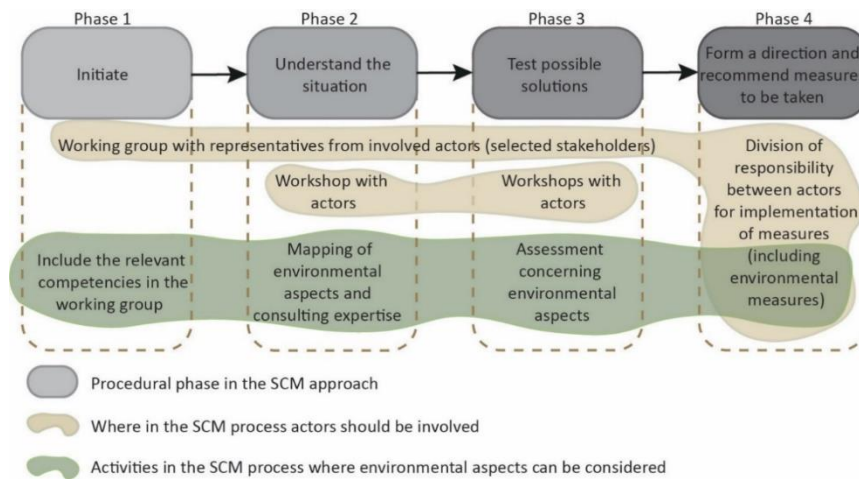 Phase 1
Phase 2
Phase 3
Phase 4
Initiate
Understand the
situation
Test possible
solutions
Form a direction and
recommend measures
to be taken
Working group with representatives from involved actors (selected stakeholders)
Workshop with
actors
Workshops with
actors
Division of
responsibility
between actors
for implementation
of measures
(including
environmental
measures)
Include the relevant
competencies in the
working group
Mapping of
environmental
aspects and
consulting expertise
Assessment
concerning
environmental
aspects
Procedural phase in the SCM approach
Where in the SCM process actors should be involved
Activities in the SCM process where environmental aspects can be considered